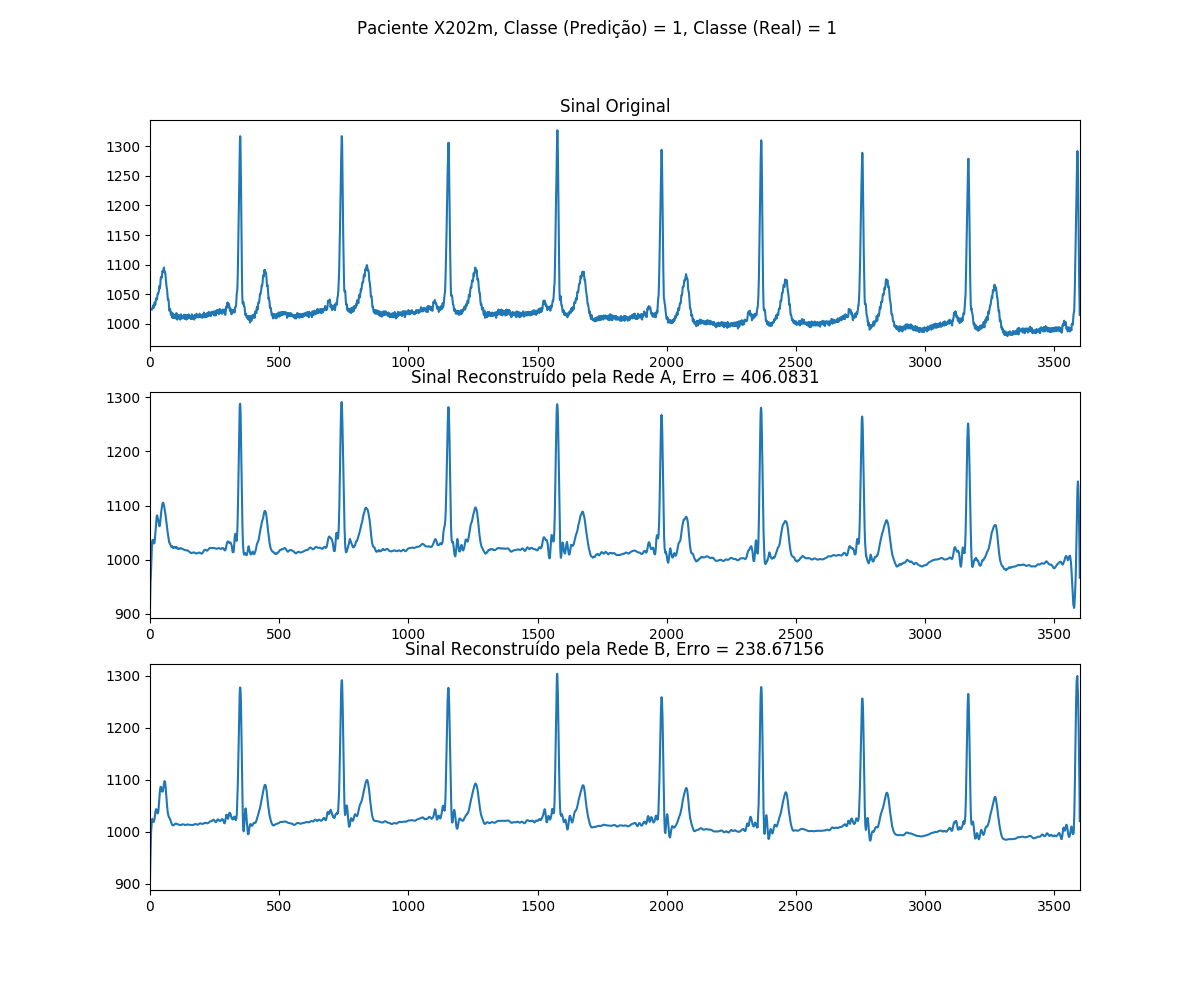 Paciente X202m, Classe (Predição) = 1, Classe (Real) = 1
Sinal Original
1300
1250
1200
1150
1100
1050
1000
0 500 1000 1500 2000 2500 3000 3500
Sinal Reconstruído pela Rede A, Erro = 406.0831
1300
1200
1100
1000
900
0 500 1000 1500 2000 2500 3000 3500
Sinal Reconstruído pela Rede B, Erro = 238.67156
1300
1200
1100
1000
900
0 500 1000 1500 2000 2500 3000 3500